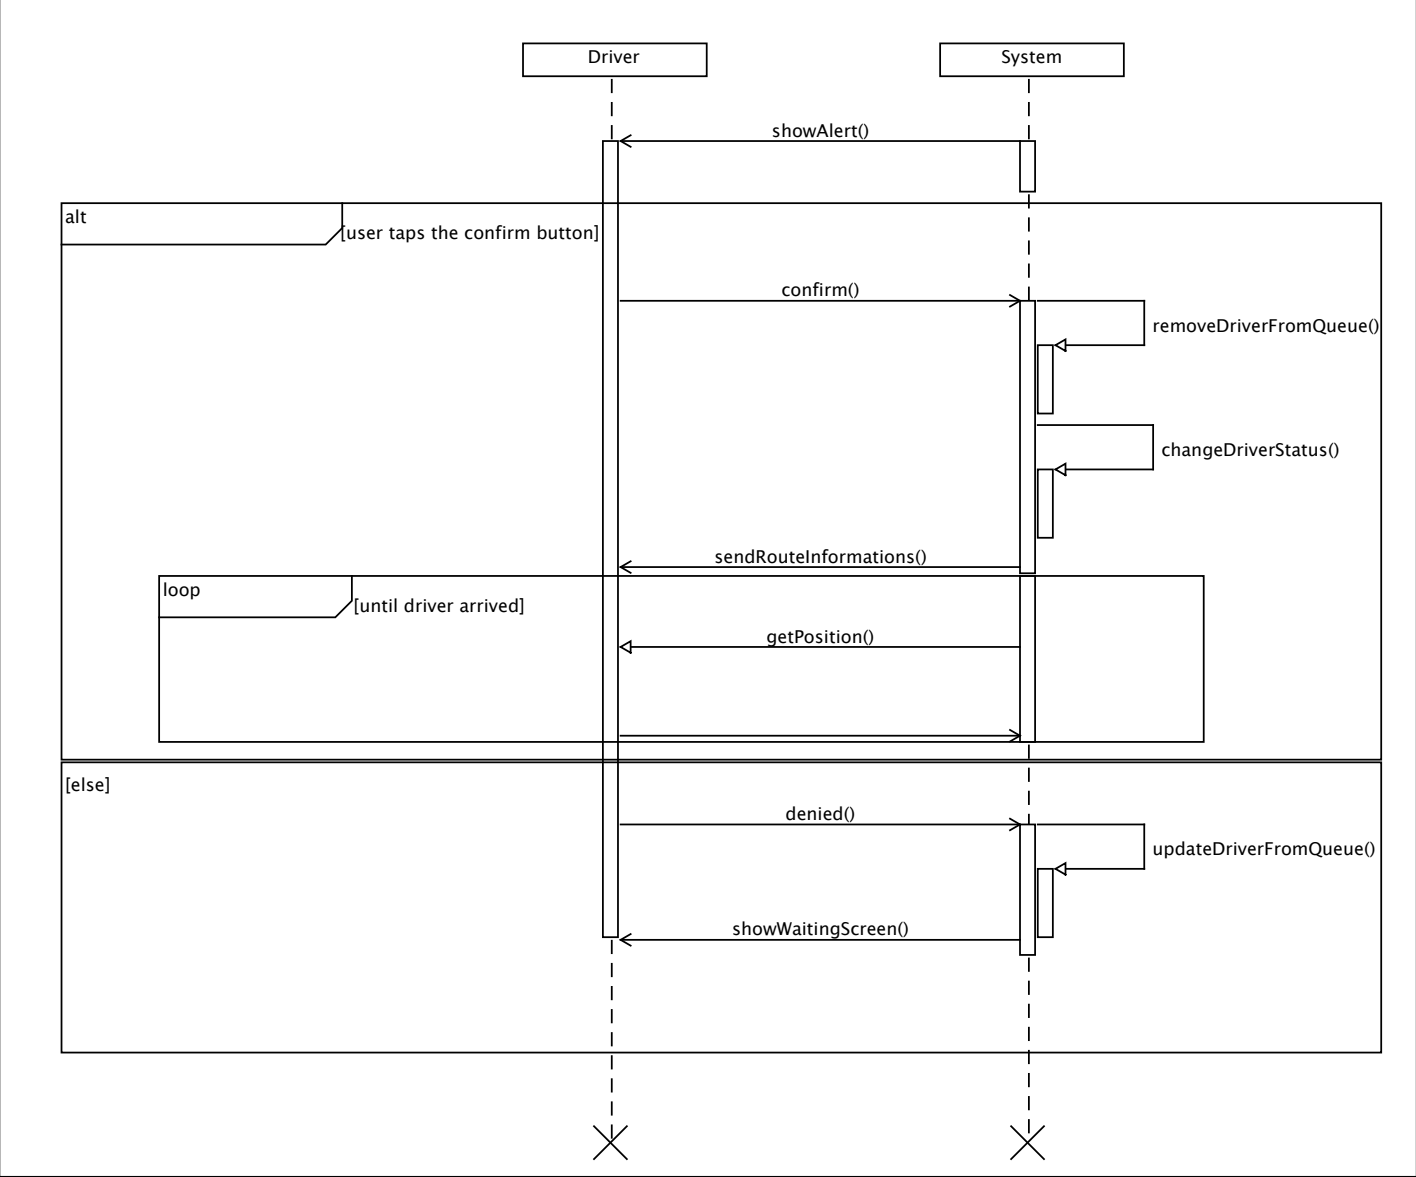 Driver
System
showAlert()
alt
[user taps the confirm button]
confirm()
removeDriverFromQueue()
changeDriverStatus()
sendRouteInformations()
loop
[until driver arrived]
getPosition()
[else]
denied()
updateDriverFromQueue()
showWaitingScreen()